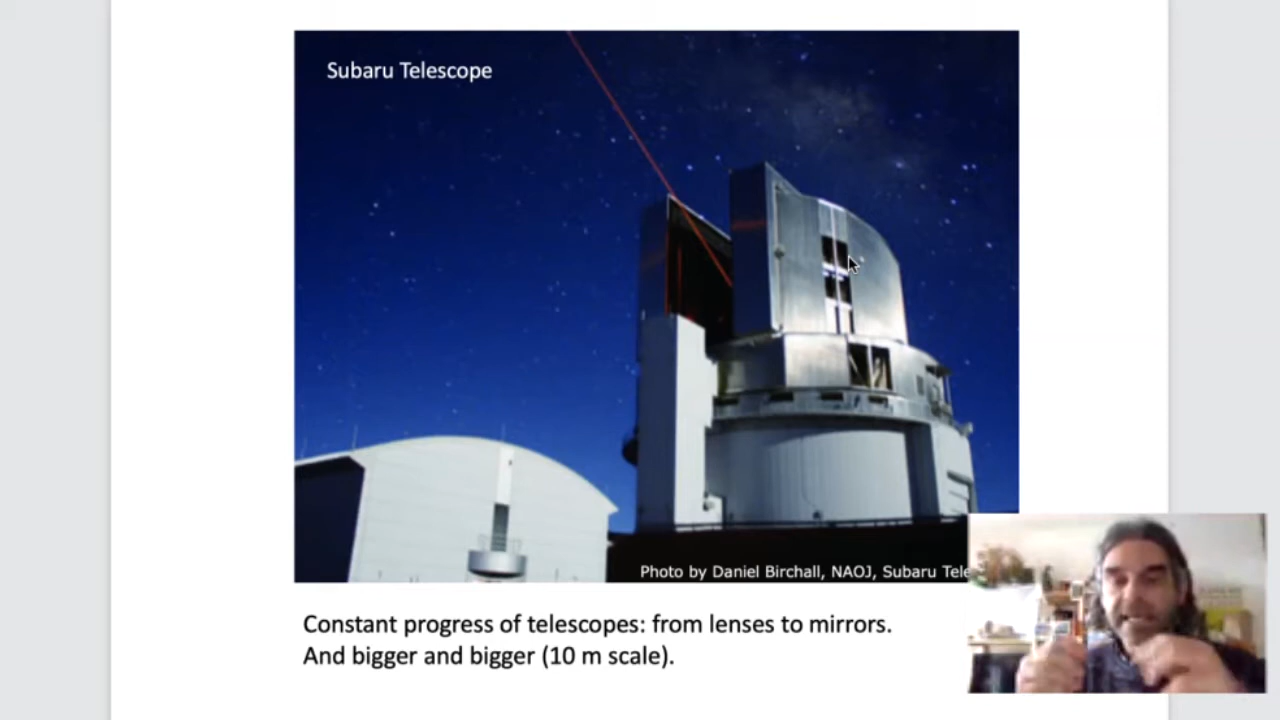 Subaru Telescope
Photo by Daniel Birchall, NAOJ, Subaru
Constant progress of telescopes: from lenses to mirrors.
And bigger and bigger (10 m scale).